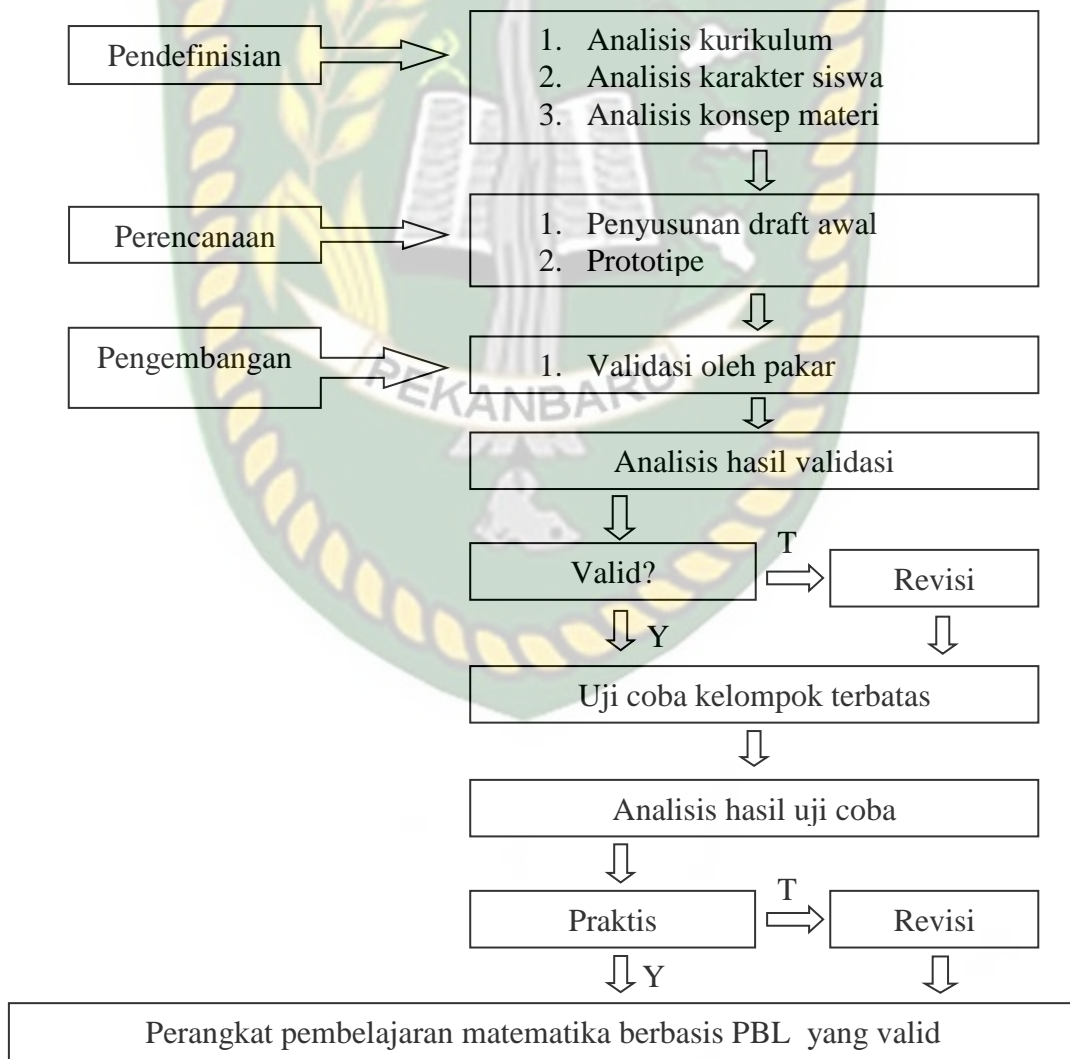 Pendefinisian
1. Analisis kurikulum
2. Analisis karakter siswa
3. Analisis konsep materi
Perencanaan
1. Penyusunan draft awal
2. Prototipe
Pengembangan
1. Validasi oleh pakar
PEKANBARU
Analisis hasil validasi
Valid?
T
Revisi
Y
Uji coba kelompok terbatas
Analisis hasil uji coba
Praktis
T
Revisi
Y
Perangkat pembelajaran matematika berbasis PBL yang valid